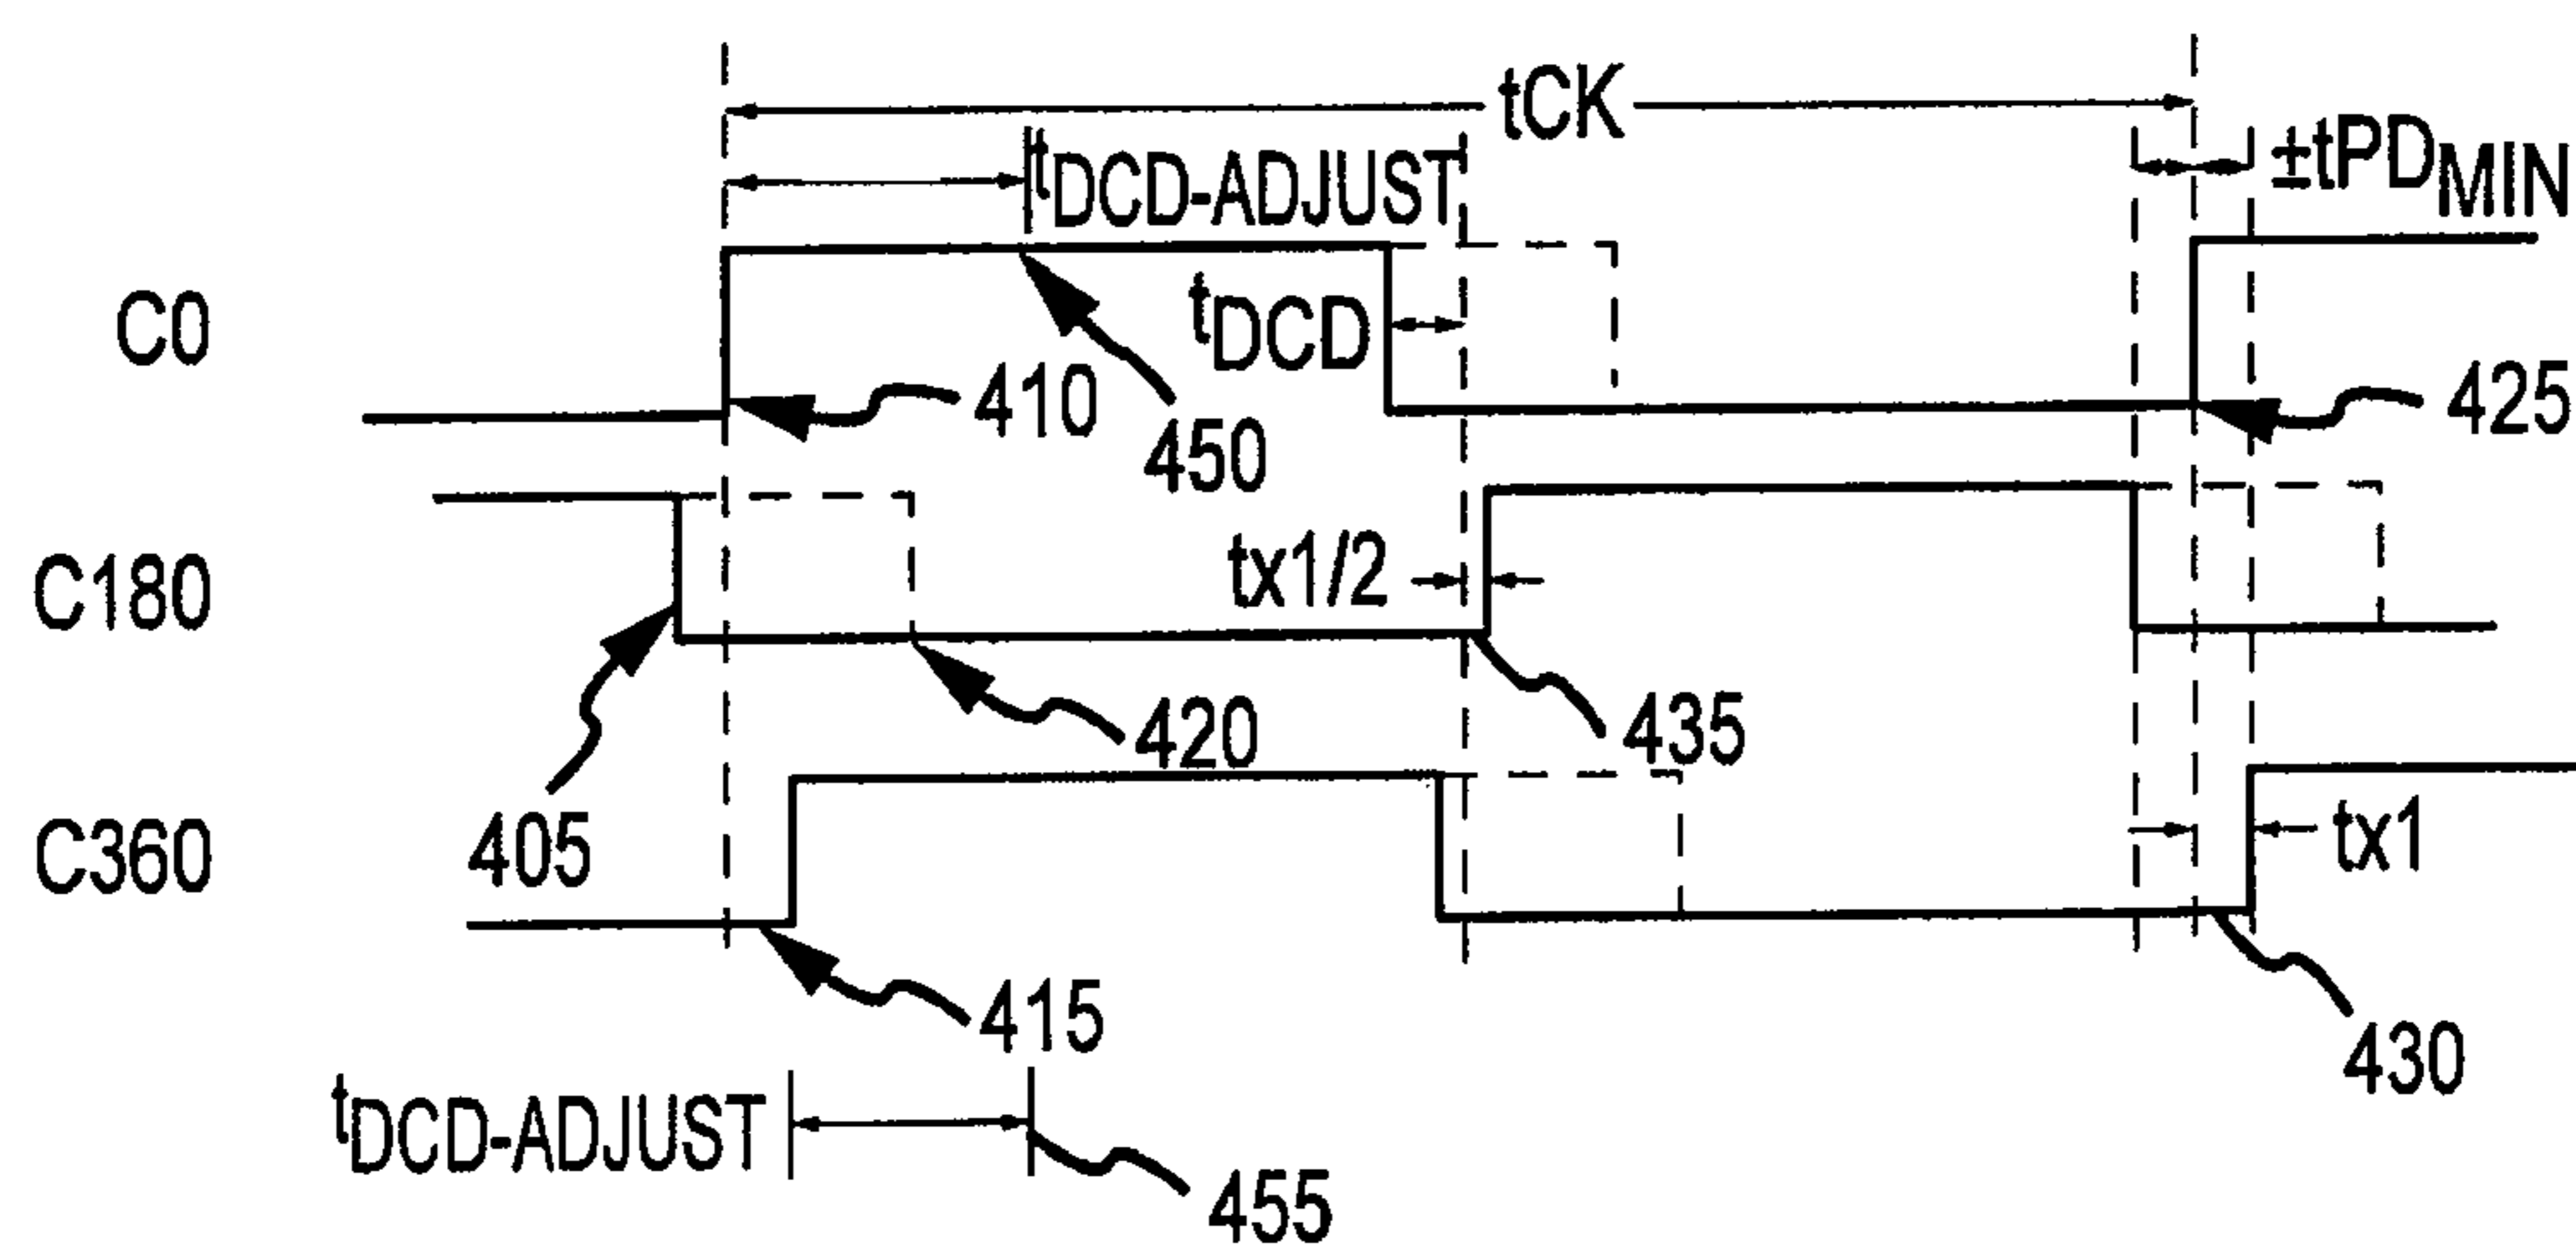 tCK
tDCD-ADJUST
±tPDMIN
C0
tDCD
410
450
425
C180
tx1/2
420
435
405
C360
tx1
415
430
tDCD-ADJUST
455